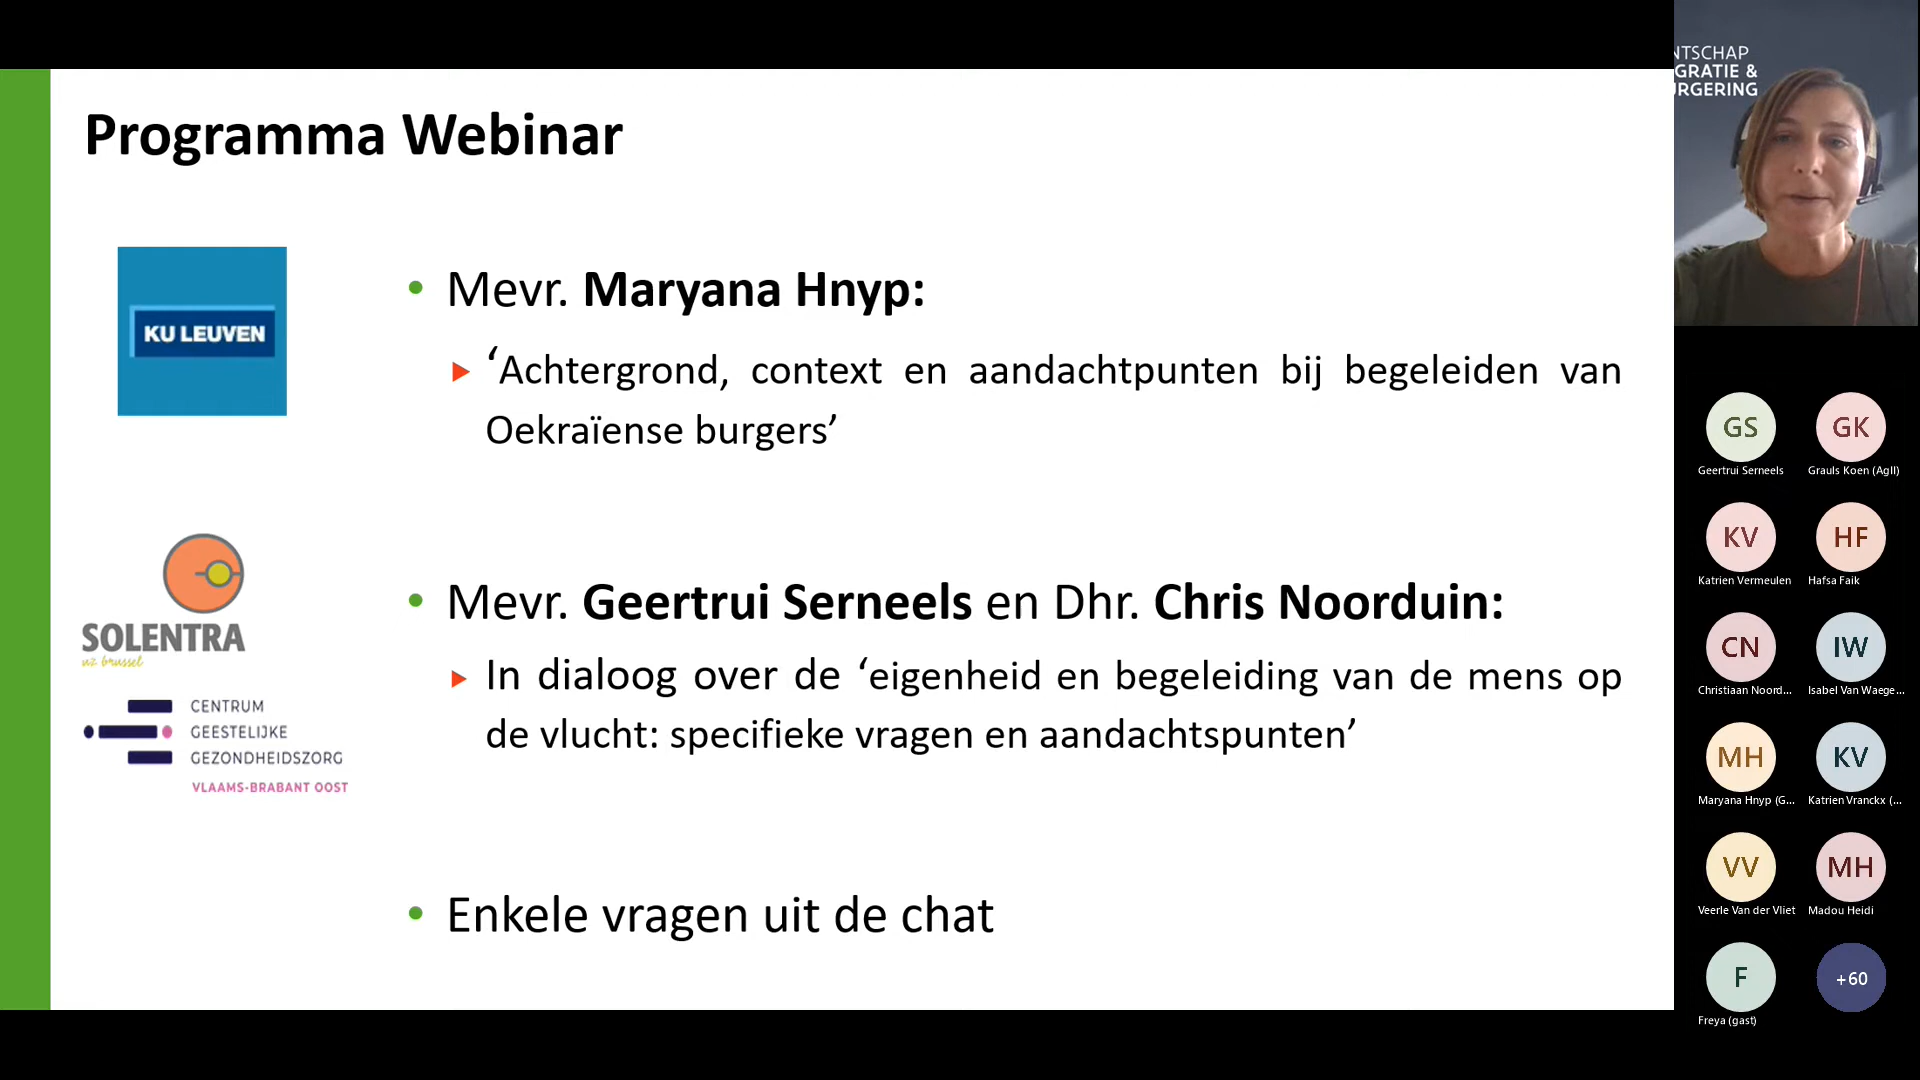 Programma Webinar
KU LEUVEN
• Mevr. Maryana Hnyp:
‘Achtergrond, context en aandachtpunten bij begeleiden van
Oekraïense burgers’
SOLENTRA
uz brussel
CENTRUM
GEESTELIJKE
GEZONDHEIDSZORG
VLAAMS-BRABANT OOST
• Mevr. Geertrui Serneels en Dhr. Chris Noorduin:
In dialoog over de ‘eigenheid en begeleiding van de mens op
de vlucht: specifieke vragen en aandachtspunten’
• Enkele vragen uit de chat
NTSCHAP
GRATIE &
URGERING
GS
Geertrui Serneels
GK
Grauls Koen (AgII)
KV
Katrien Vermeulen
HF
Hafsa Faik
CN
Christiaan Noord...
IW
Isabel Van Waege...
MH
Maryana Hnyp (G...
KV
Katrien Vranckx (...
VV
Veerle Van der Vliet
MH
Madou Heidi
F
Freya (gast)
+60